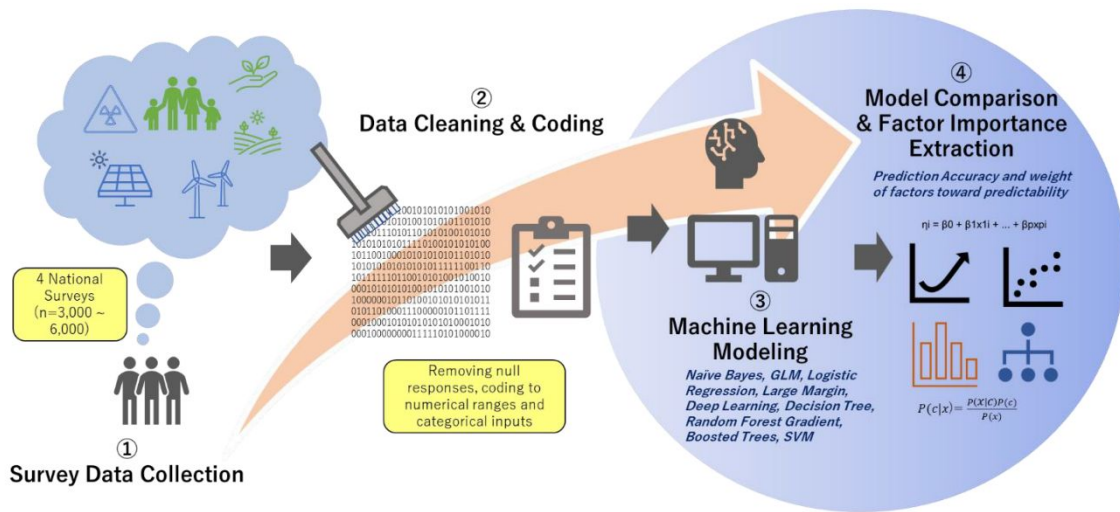 ①
Survey Data Collection
4 National
Surveys
(n=3,000 ~
6,000)
②
Data Cleaning & Coding
Removing null
responses, coding to
numerical ranges and
categorical inputs
③
Machine Learning
Modeling
Naïve Bayes, GLM, Logistic
Regression, Large Margin,
Deep Learning, Decision Tree,
Random Forest Gradient,
Boosted Trees, SVM
④
Model Comparison
& Factor Importance
Extraction
Prediction Accuracy and weight
of factors toward predictability
ηi = β0 + β1x1i + ... + βpxpi
P(c|x)= P(X|C)P(c)
P(x)